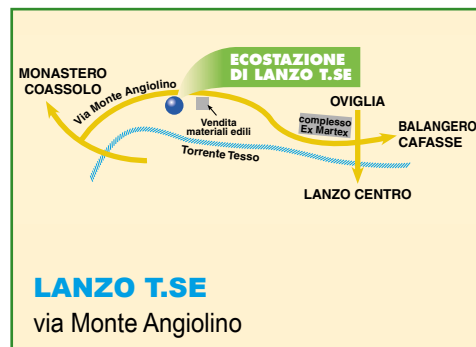 ECOSTAZIONE
DI LANZO T.SE
MONASTERO
COASSOLO
Via Monte Angiolino
Vendita
materiali edili
OVIGLIA
complesso
Ex Martex
BALANGERO
CAFASSE
Torrente Tesso
LANZO CENTRO
LANZO T.SE
via Monte Angiolino